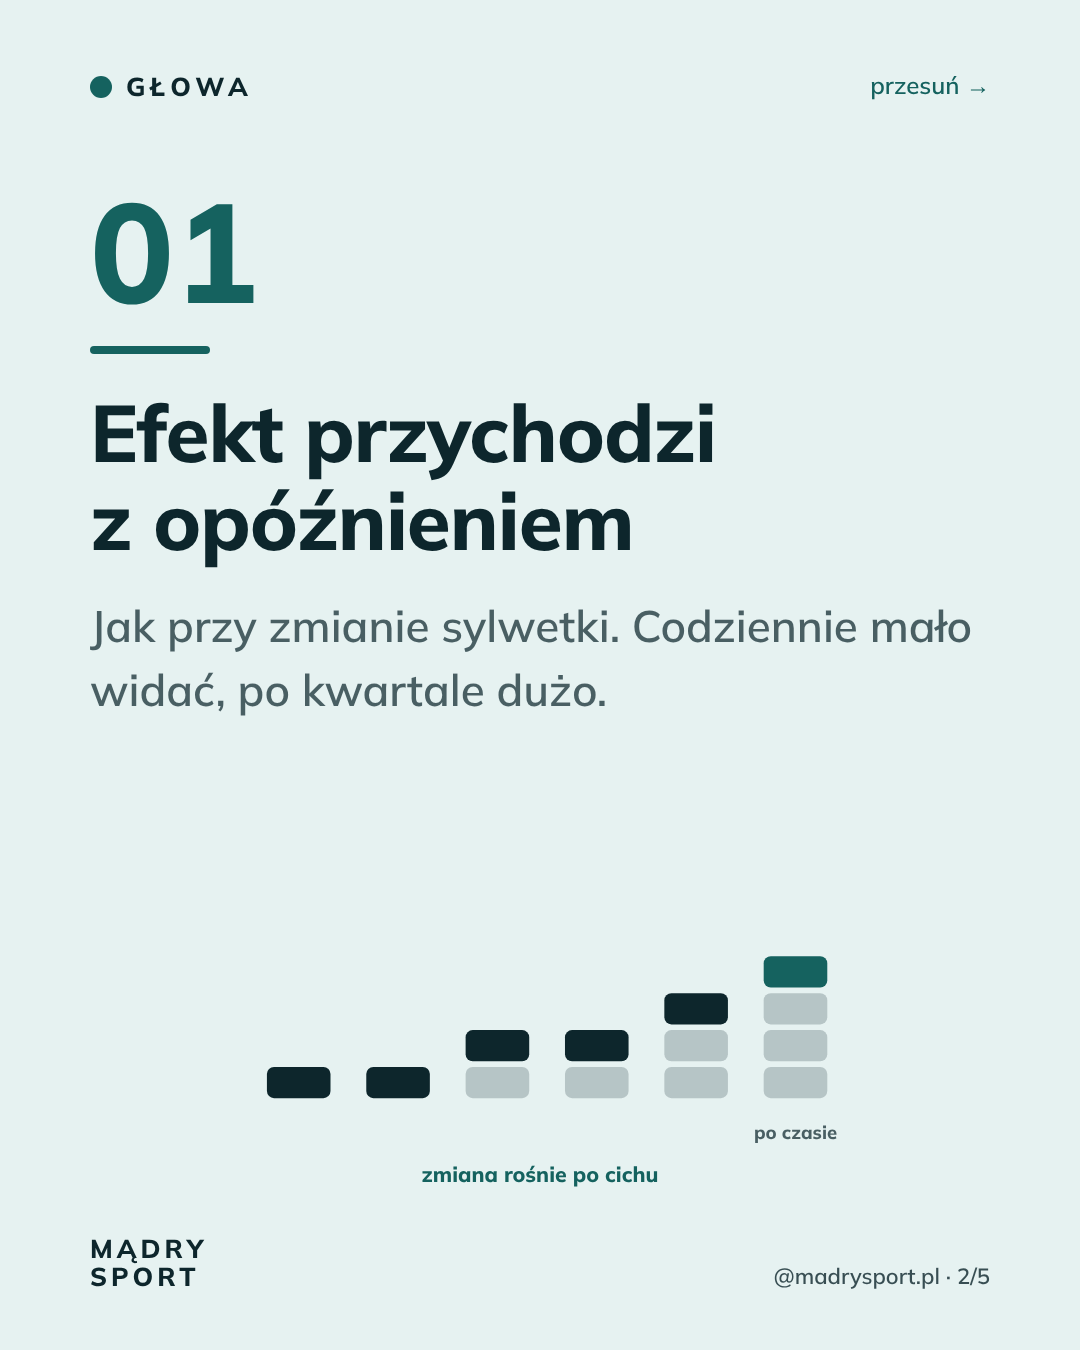 GŁOWA
przesuń →
01
Efekt przychodzi
z opóźnieniem
Jak przy zmianie sylwetki. Codziennie mało
widać, po kwartale dużo.
po czasie
zmiana rośnie po cichu
MĄDRY
SPORT
@madrysport.pl · 2/5